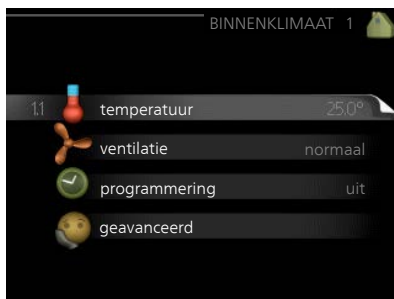 BINNENKLIMAAT 1
1.1 temperatuur 25.0°
ventilatie normaal
programmering uit
geavanceerd